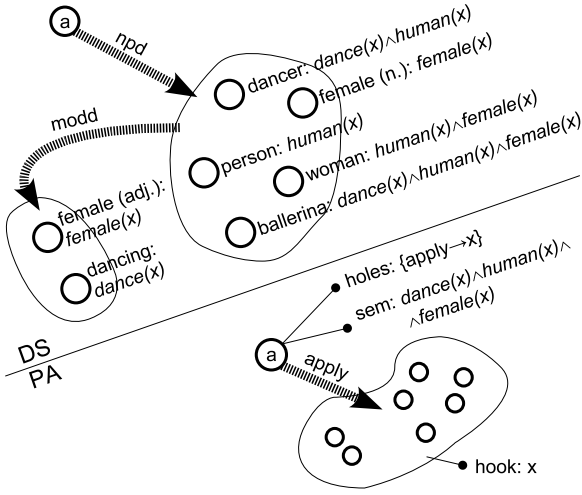 a
npd
dancer: dance(x)∧human(x)
female (n.): female(x)
modd
person: human(x)
woman: human(x)∧female(x)
ballerina: dance(x)∧human(x)∧female(x)
female (adj.):
female(x)
dancing:
dance(x)
DS
PA
holes: {apply→x}
sem: dance(x)∧human(x)∧
∧female(x)
a
apply
hook: x